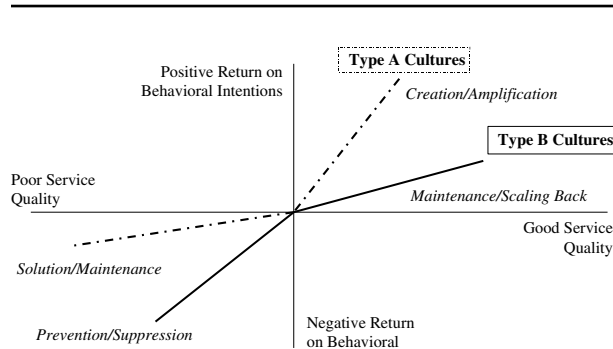 Type A Cultures
Positive Return on
Behavioral Intentions
Creation/Amplification
Type B Cultures
Poor Service
Quality
Maintenance/Scaling Back
Good Service
Quality
Solution/Maintenance
Prevention/Suppression
Negative Return
on Behavioral